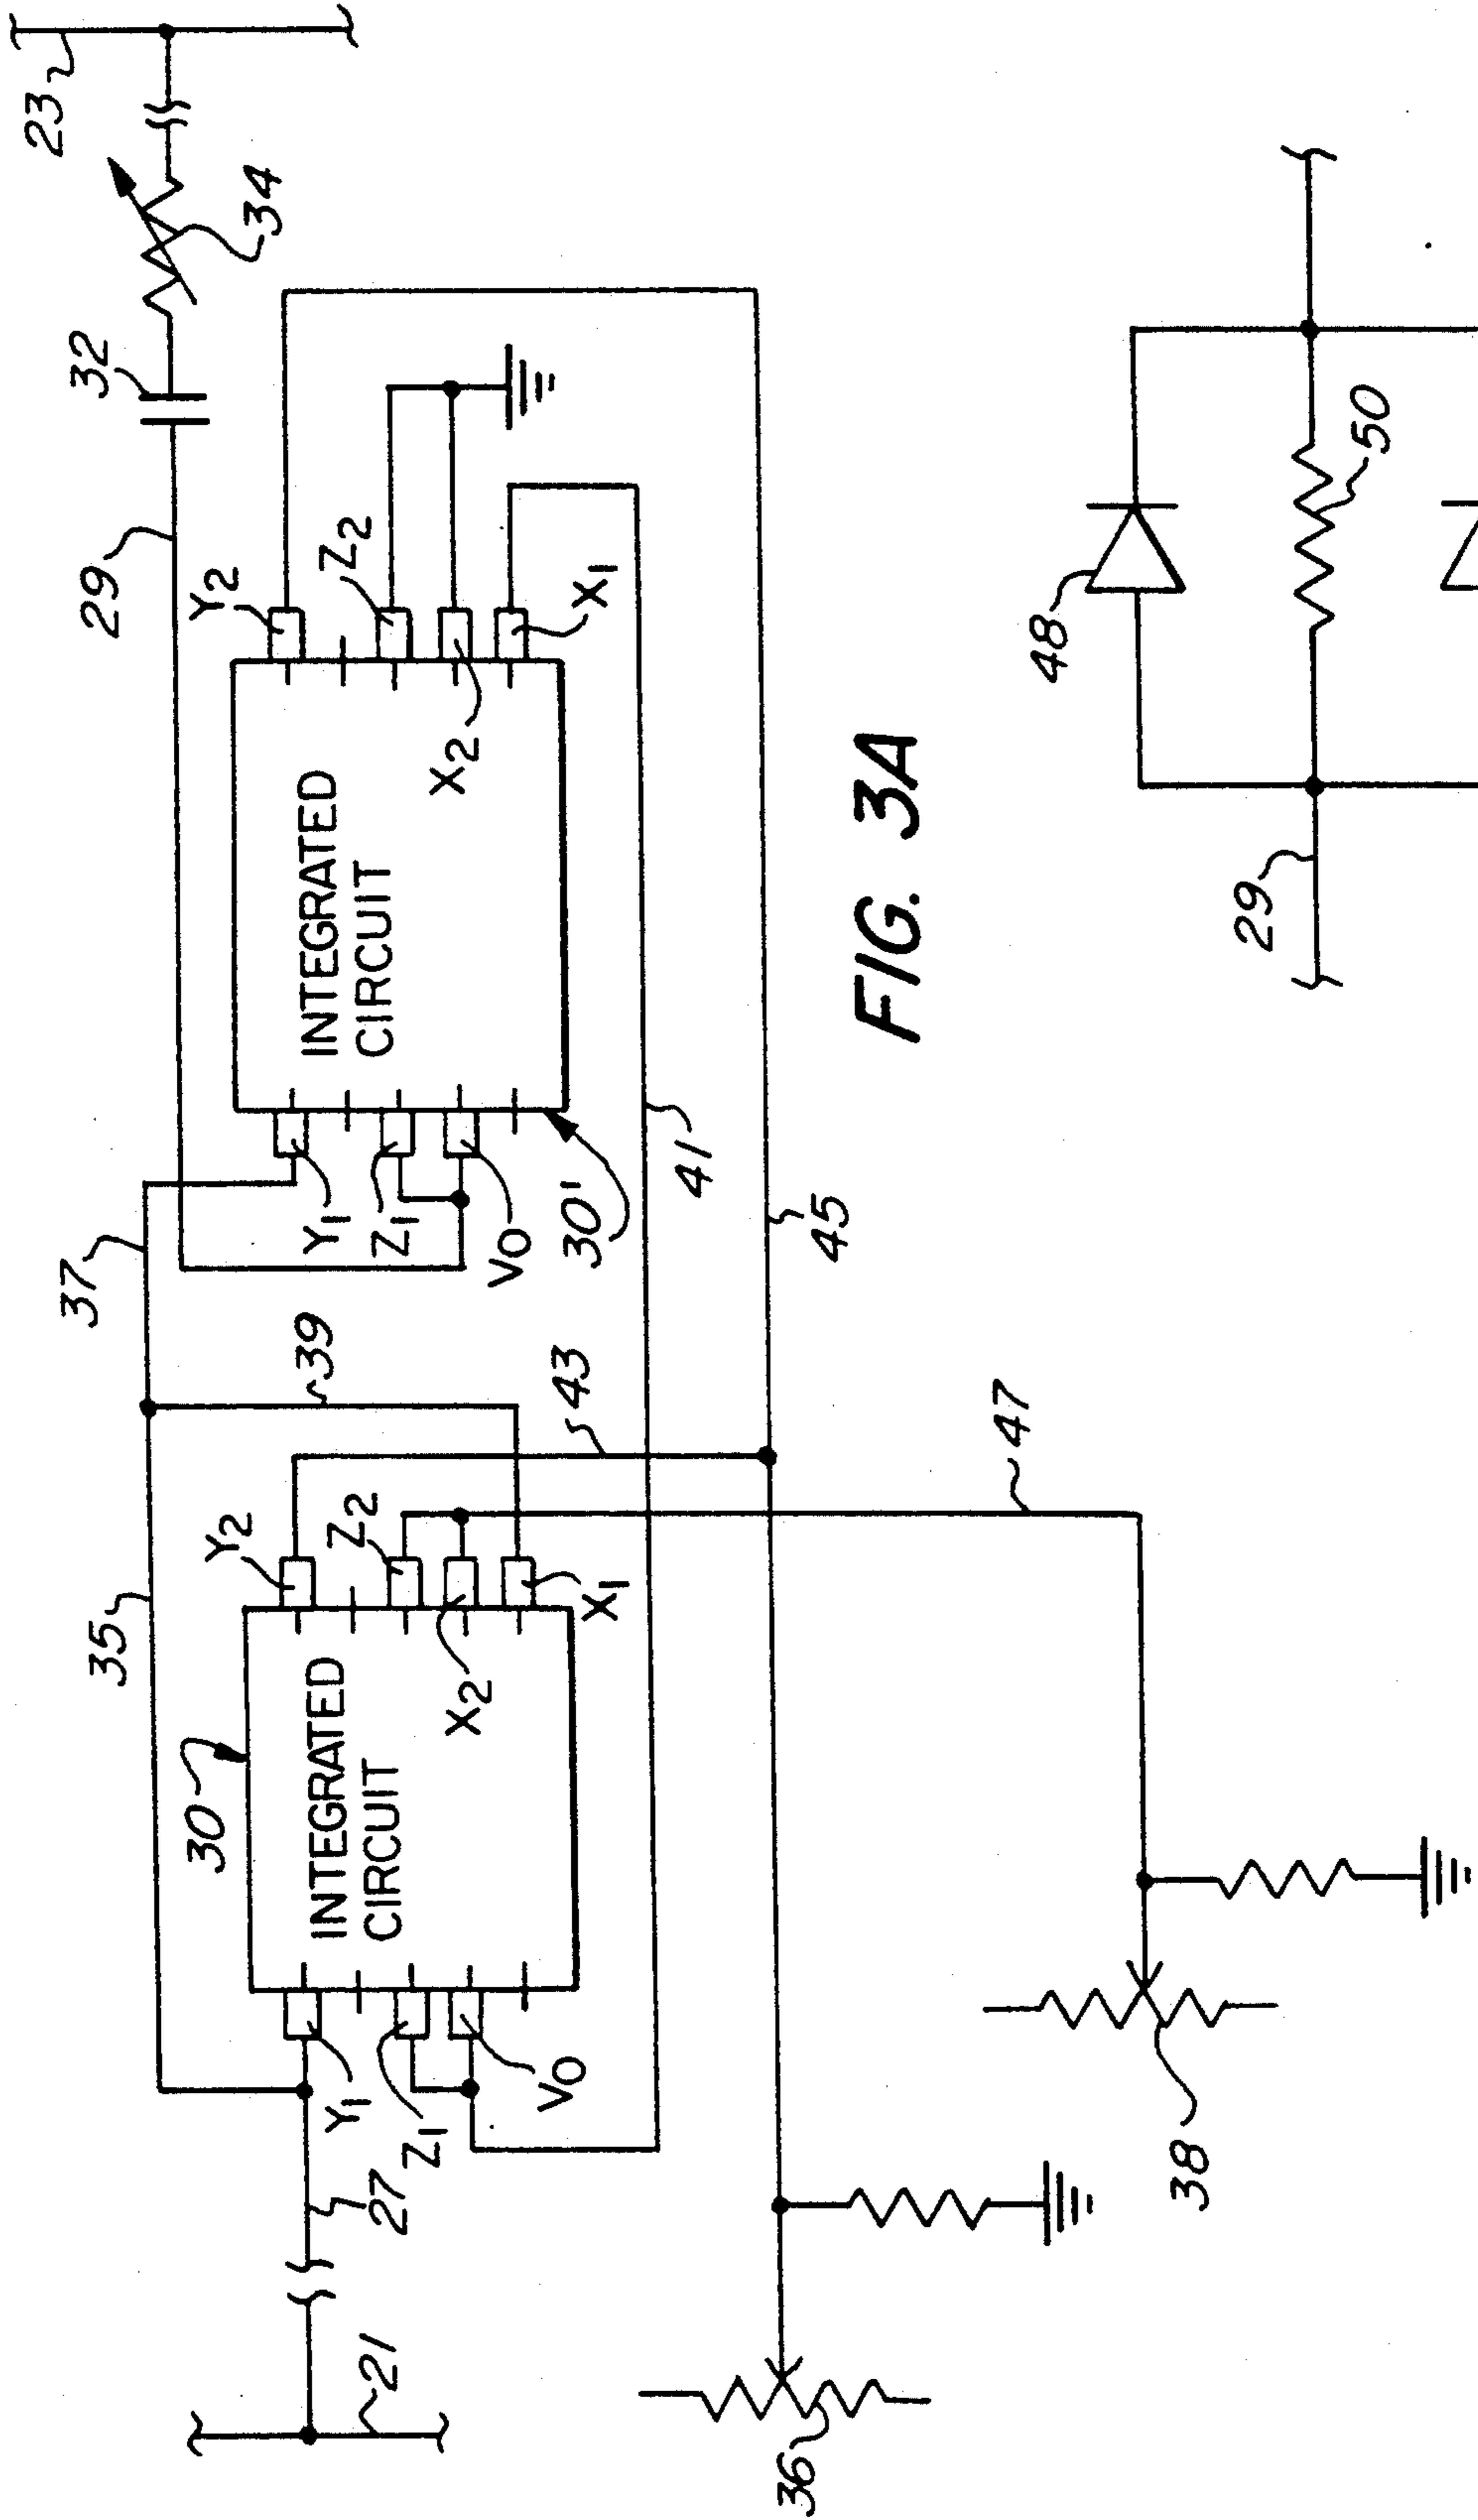 23
34
32
29
Y2
Z2
X2
X1
INTEGRATED
CIRCUIT
Y1
Z1
VO
30'
37
39
41
43
45
47
35
30
Y2
Z2
X2
X1
INTEGRATED
CIRCUIT
Y1
Z1
VO
27
21
36
38
FIG. 3A
48
50
29